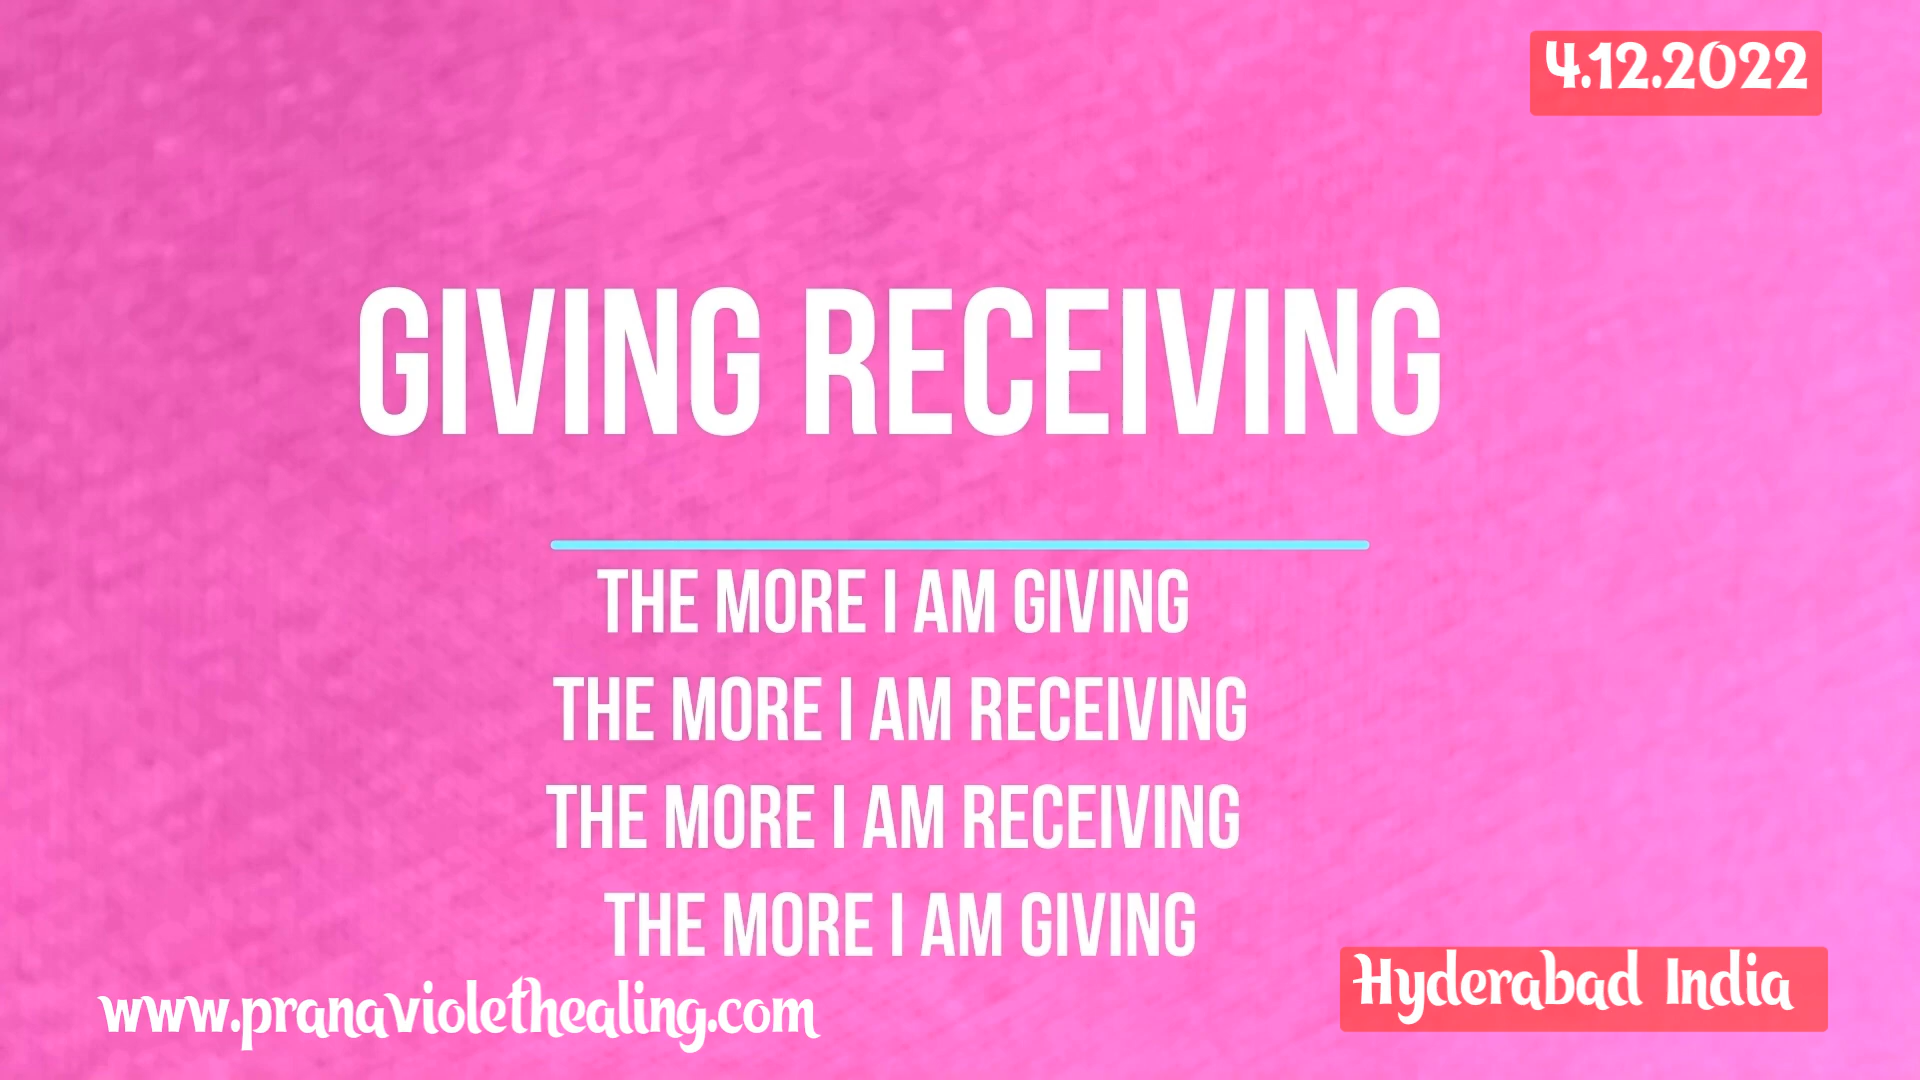 4.12.2022
GIVING RECEIVING
THE MORE I AM GIVING
THE MORE I AM RECEIVING
THE MORE I AM RECEIVING
THE MORE I AM GIVING
www.pranaviolethealing.com
Hyderabad India